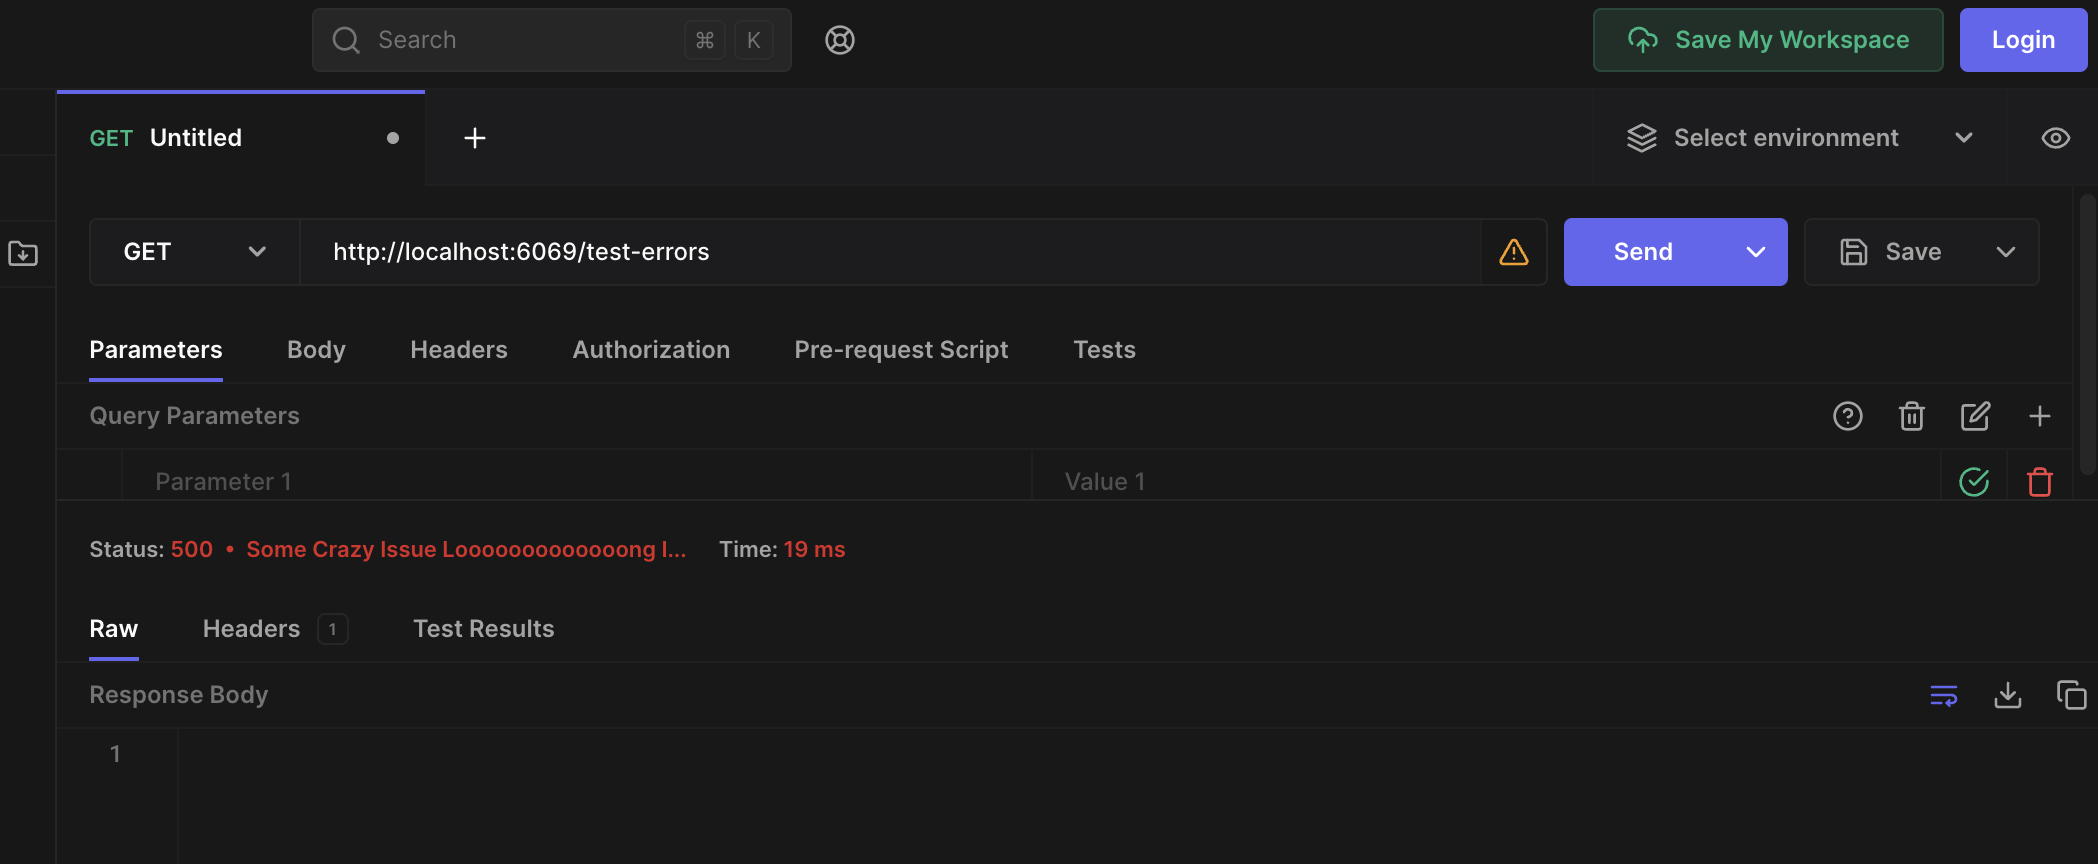 Search ⌘ K
Save My Workspace
Login
GET Untitled
Select environment
GET
http://localhost:6069/test-errors
Send
Save
Parameters Body Headers Authorization Pre-request Script Tests
Query Parameters
Parameter 1 Value 1
Status: 500 • Some Crazy Issue Looooooooooooong I... Time: 19 ms
Raw Headers 1 Test Results
Response Body
1